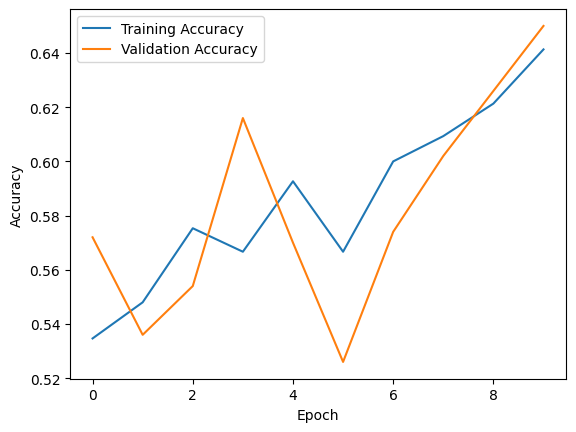 Training Accuracy
Validation Accuracy
0.64
0.62
0.60
0.58
0.56
0.54
0.52
Accuracy
0 2 4 6 8
Epoch